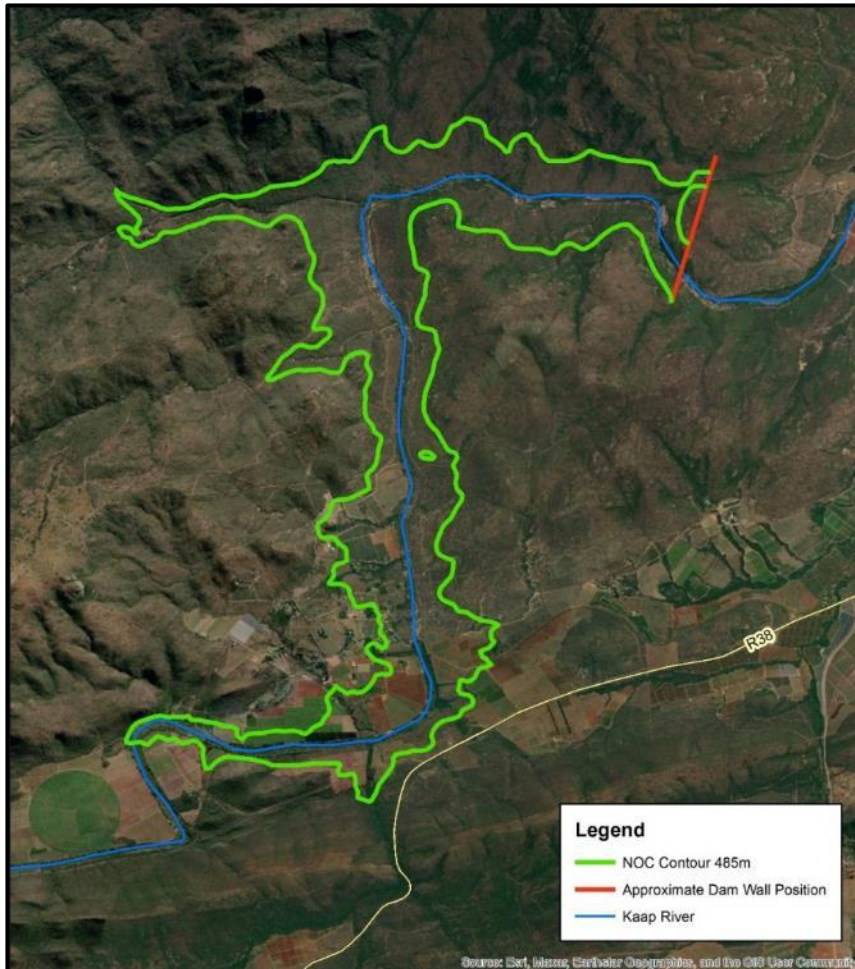 R38
Legend
NOC Contour 485m
Approximate Dam Wall Position
Kaap River
Source: Esri, Maxar, Earthstar Geographics, and the GIS User Community